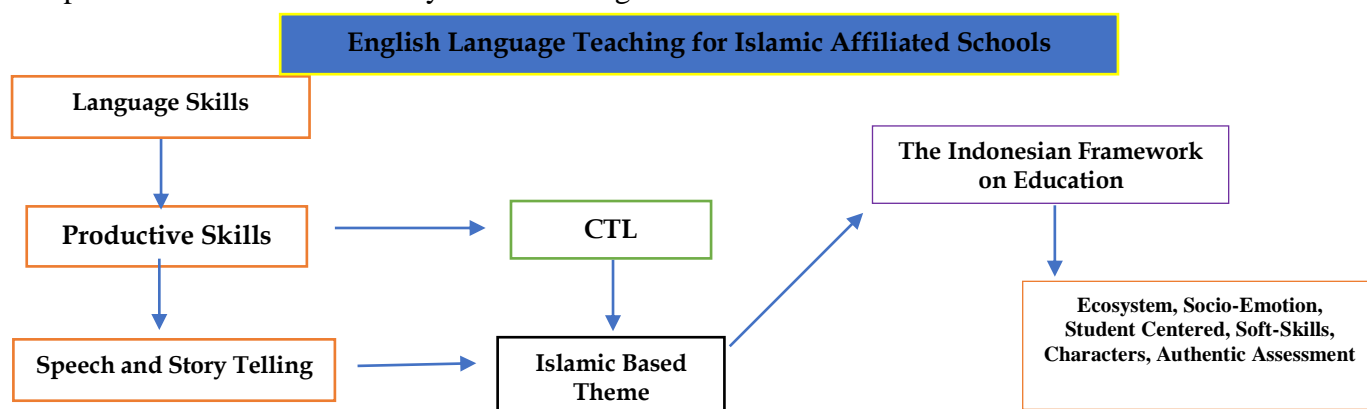 English Language Teaching for Islamic Affiliated Schools
Language Skills
Productive Skills
Speech and Story Telling
CTL
Islamic Based
Theme
The Indonesian Framework
on Education
Ecosystem, Socio-Emotion,
Student Centered, Soft-Skills,
Characters, Authentic Assessment